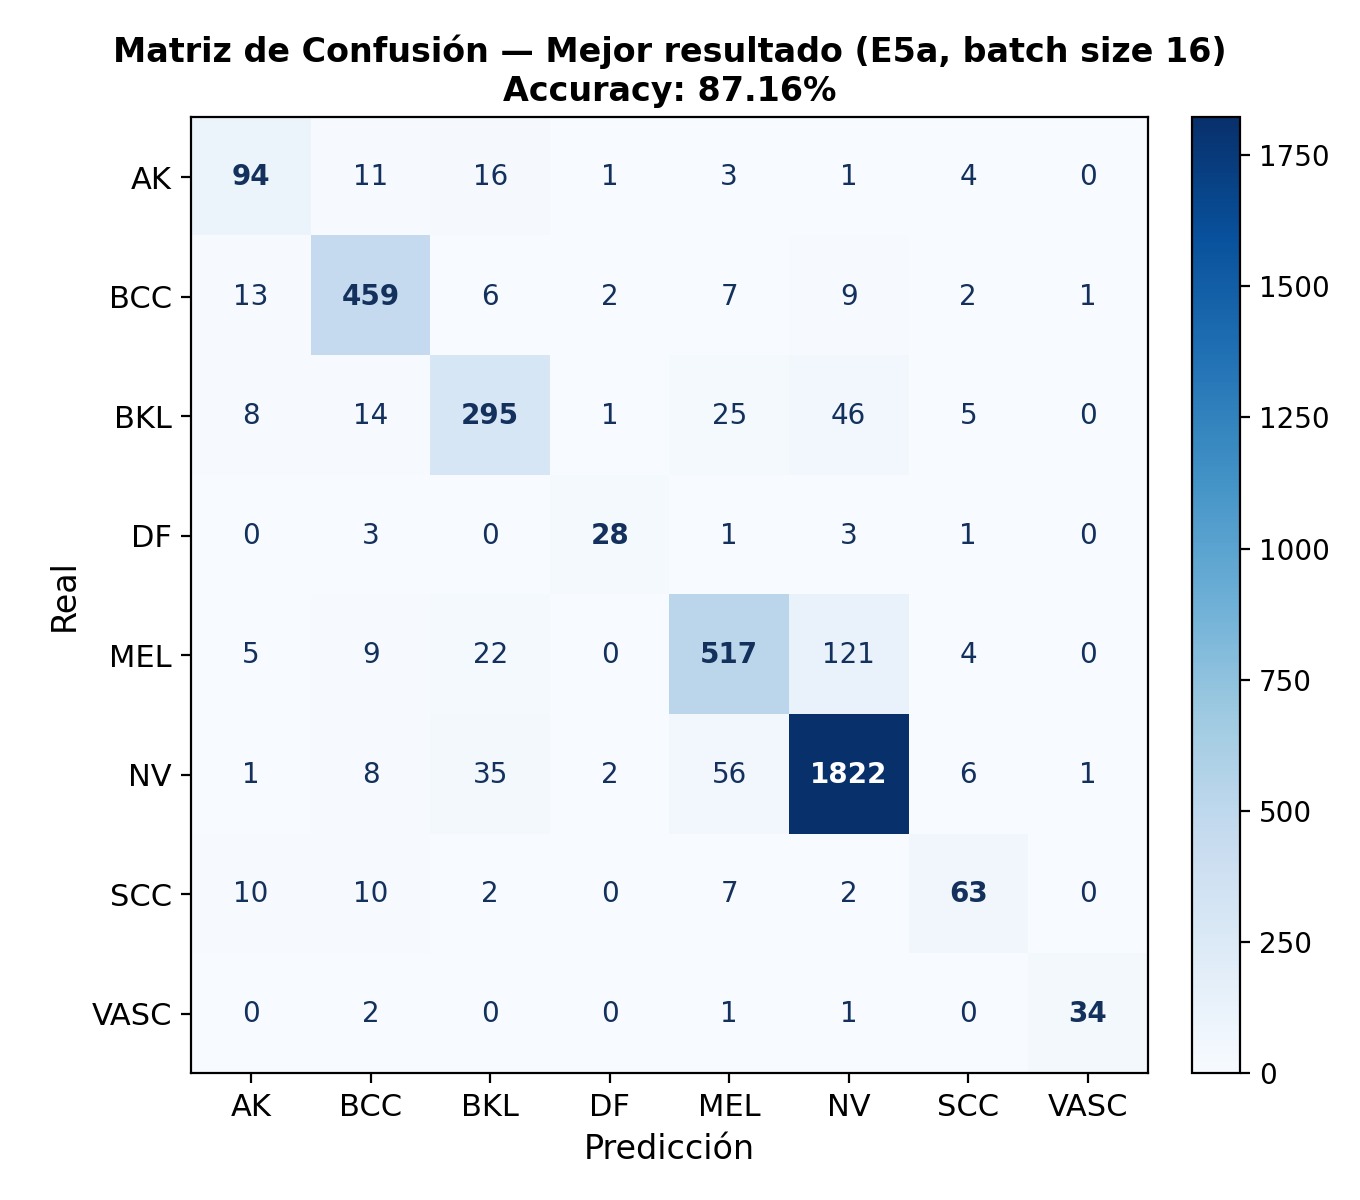 Matriz de Confusión — Mejor resultado (E5a, batch size 16)
Accuracy: 87.16%
AK 94 11 16 1 3 1 4 0
BCC 13 459 6 2 7 9 2 1
BKL 8 14 295 1 25 46 5 0
DF 0 3 0 28 1 3 1 0
MEL 5 9 22 0 517 121 4 0
NV 1 8 35 2 56 1822 6 1
SCC 10 10 2 0 7 2 63 0
VASC 0 2 0 0 1 1 0 34
AK BCC BKL DF MEL NV SCC VASC
Predicción
Real
1750
1500
1250
1000
750
500
250
0